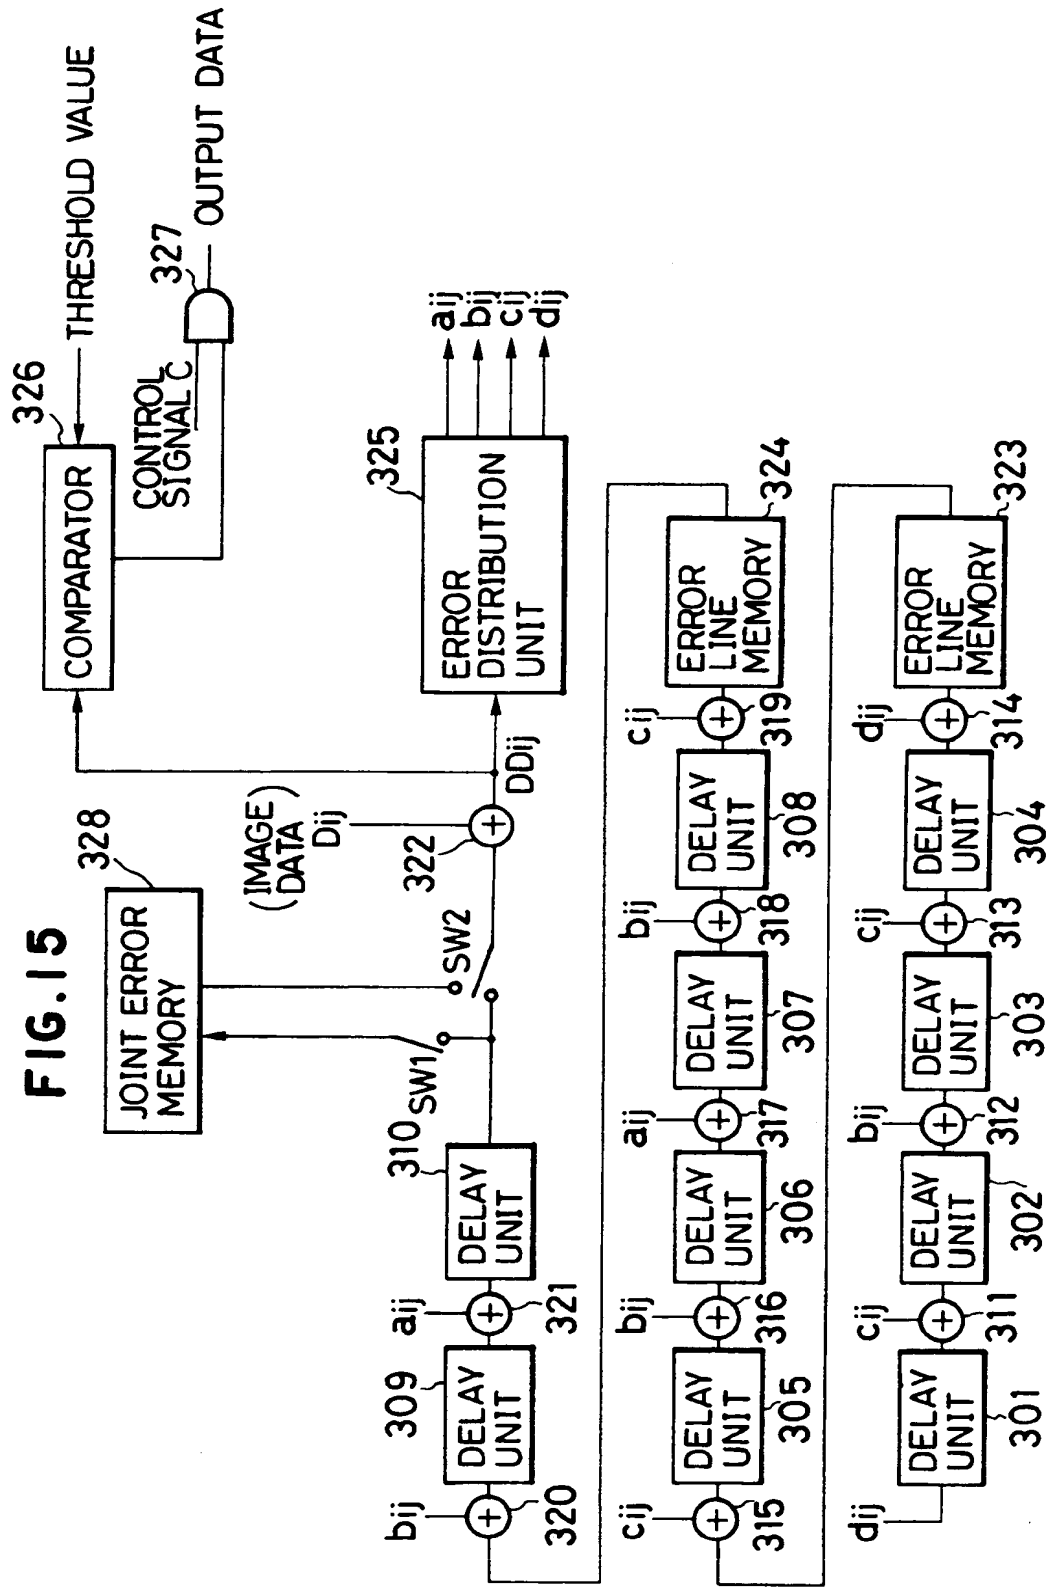 FIG.15
326
COMPARATOR
THRESHOLD VALUE
CONTROL
SIGNAL C
327
OUTPUT DATA
328
JOINT ERROR
MEMORY
(IMAGE
DATA)
Dij
SW1
SW2
322
DDij
325
ERROR
DISTRIBUTION
UNIT
aij
bij
cij
dij
bij
320
309
DELAY
UNIT
aij
321
310
DELAY
UNIT
cij
315
DELAY
UNIT
305
bij
316
DELAY
UNIT
306
aij
317
DELAY
UNIT
307
bij
318
DELAY
UNIT
308
cij
319
ERROR
LINE
MEMORY
324
dij
DELAY
UNIT
301
cij
311
DELAY
UNIT
302
bij
312
DELAY
UNIT
303
cij
313
DELAY
UNIT
304
dij
314
ERROR
LINE
MEMORY
323